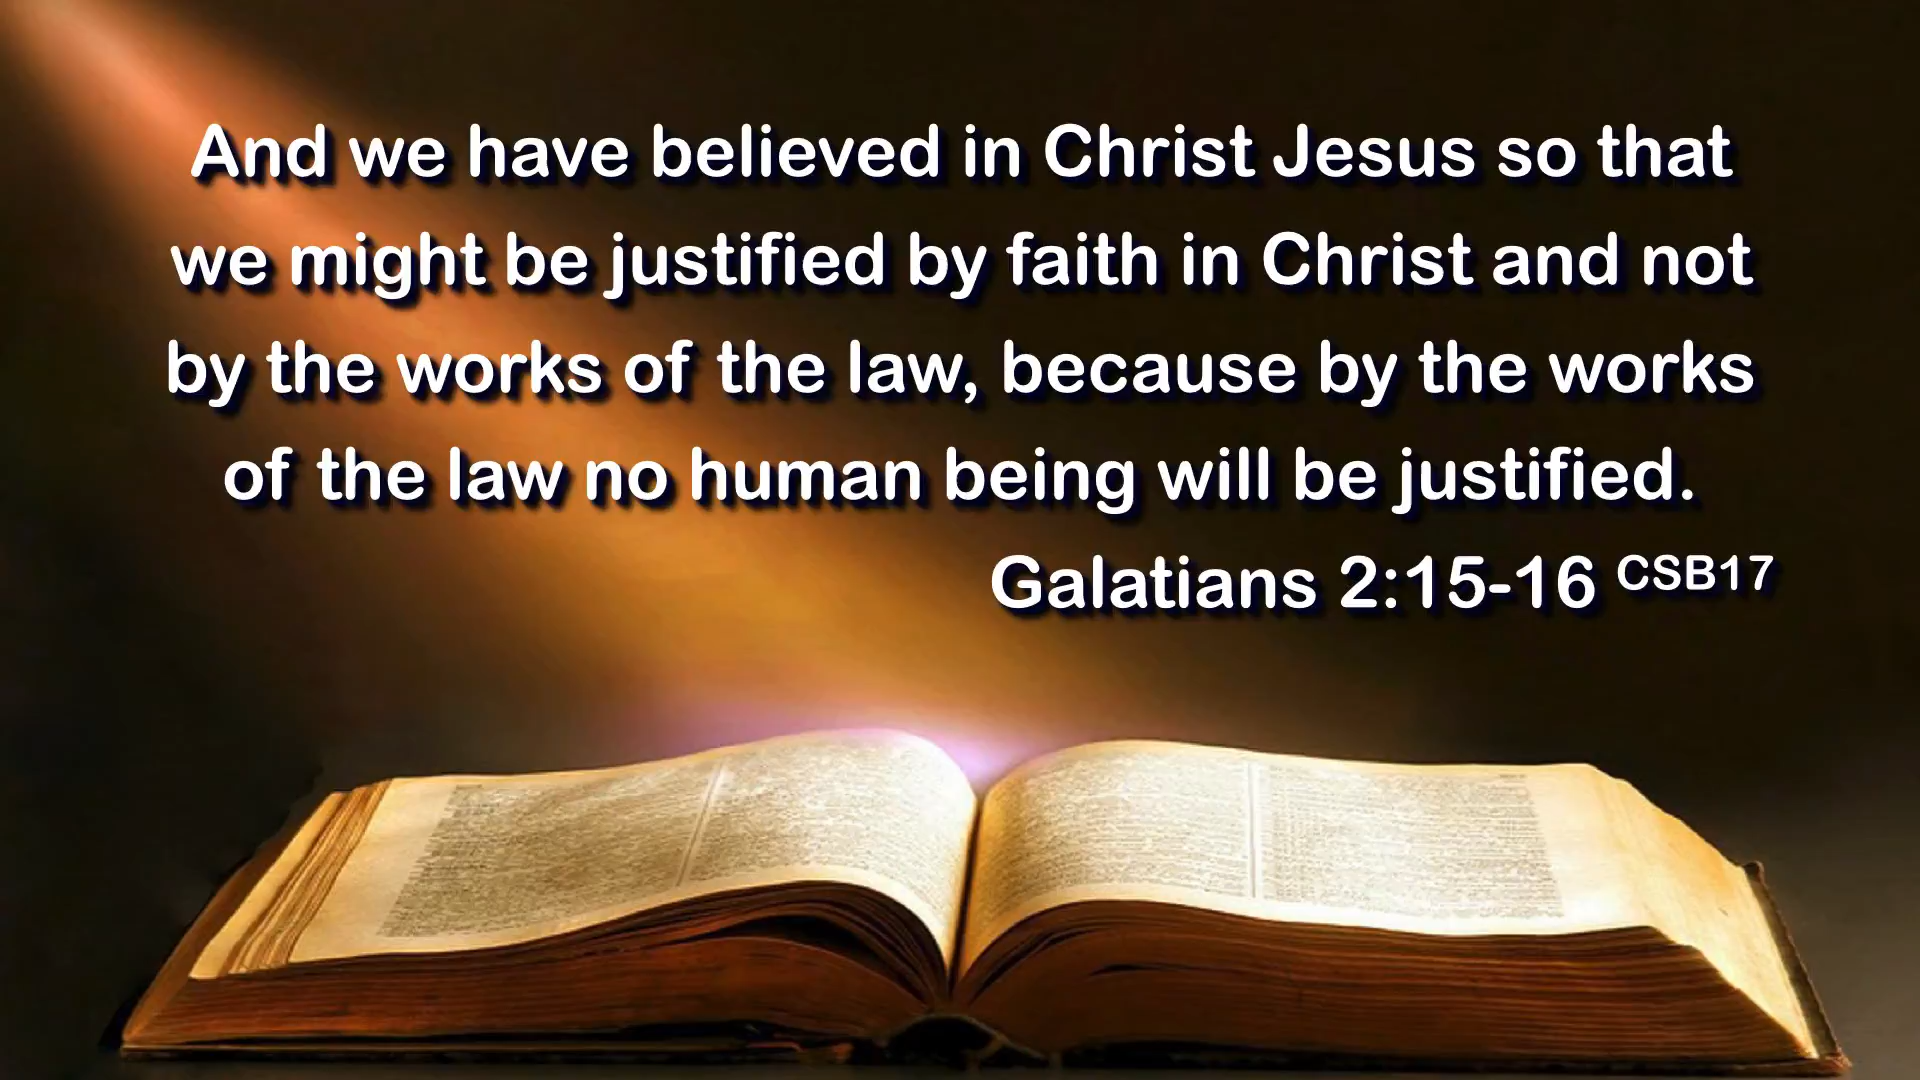 And we have believed in Christ Jesus so that
we might be justified by faith in Christ and not
by the works of the law, because by the works
of the law no human being will be justified.
Galatians 2:15-16 CSB17